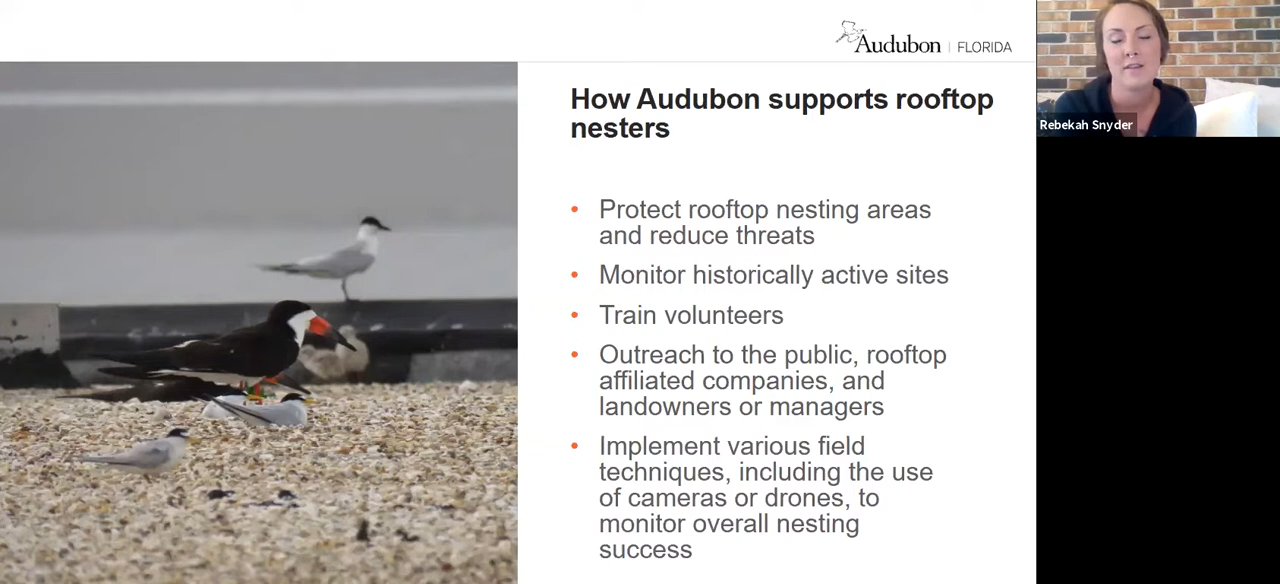 Audubon | FLORIDA
How Audubon supports rooftop
nesters
• Protect rooftop nesting areas
and reduce threats
• Monitor historically active sites
• Train volunteers
• Outreach to the public, rooftop
affiliated companies, and
landowners or managers
• Implement various field
techniques, including the use
of cameras or drones, to
monitor overall nesting
success
Rebekah Snyder